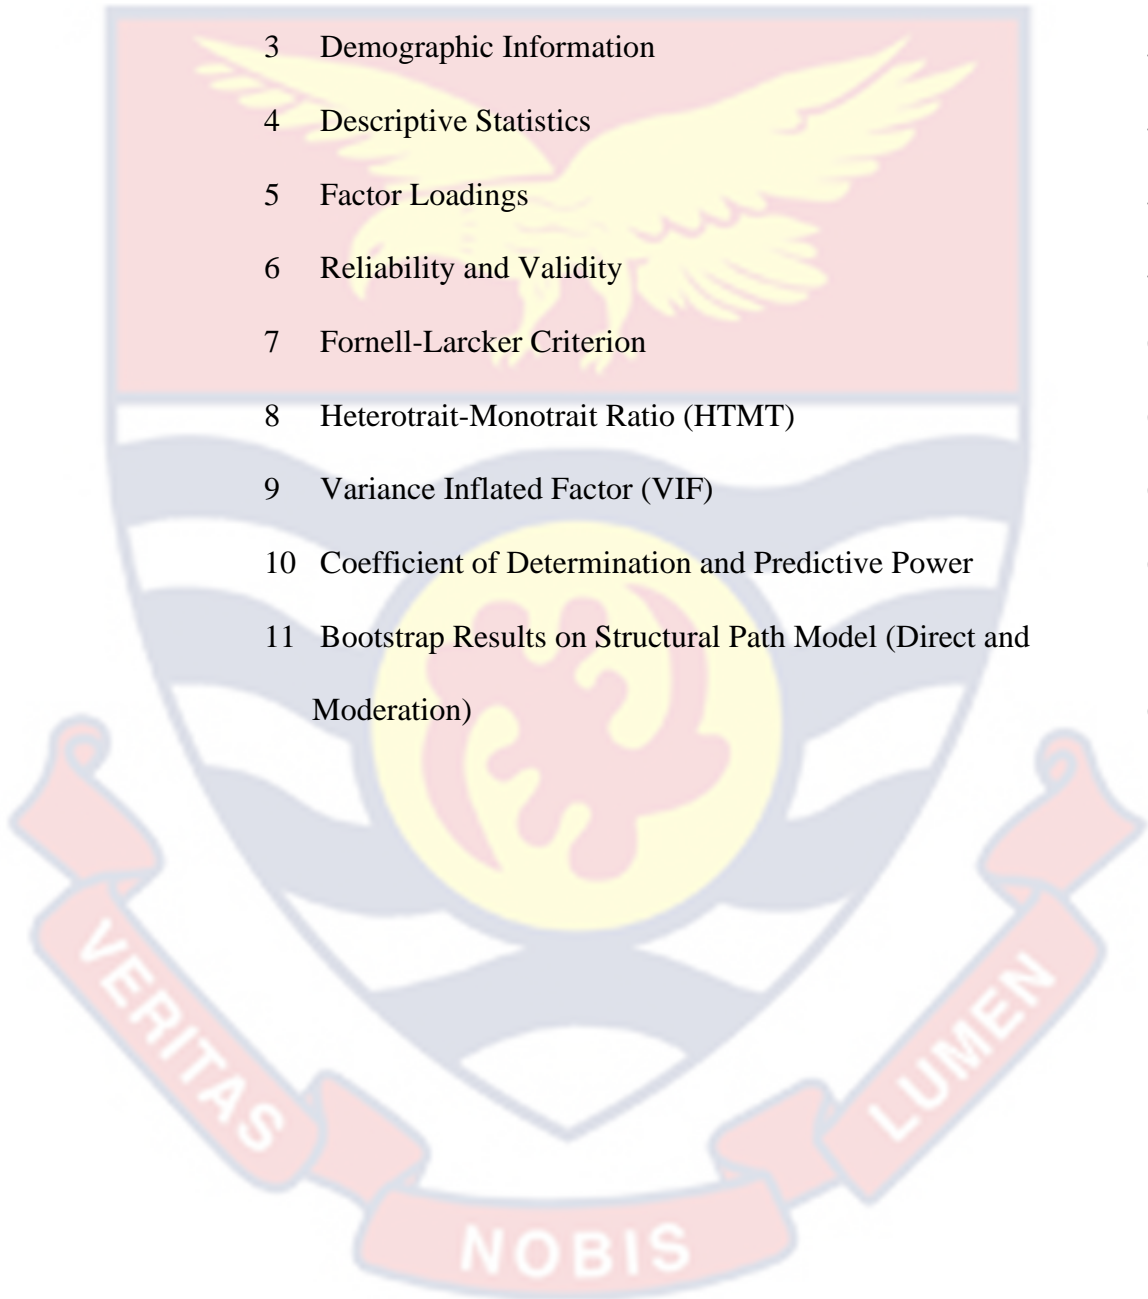 3 Demographic Information
4 Descriptive Statistics
5 Factor Loadings
6 Reliability and Validity
7 Fornell-Larcker Criterion
8 Heterotrait-Monotrait Ratio (HTMT)
9 Variance Inflated Factor (VIF)
10 Coefficient of Determination and Predictive Power
11 Bootstrap Results on Structural Path Model (Direct and
Moderation)
VERITAS
NOBIS
LUMEN